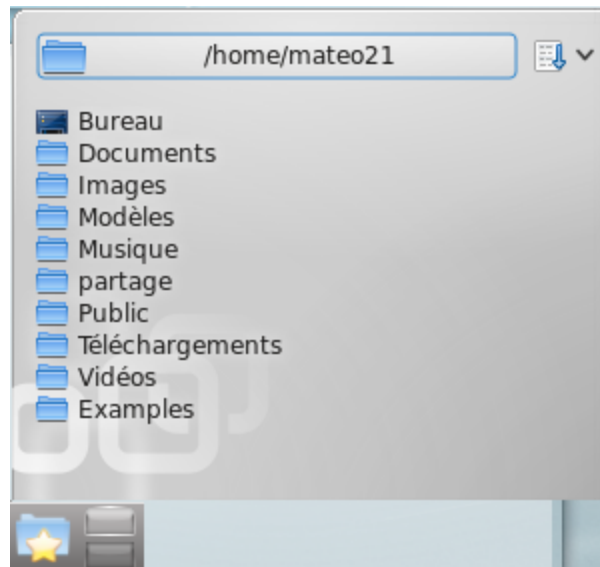 /home/mateo21
Bureau
Documents
Images
Modèles
Musique
partage
Public
Téléchargements
Vidéos
Examples